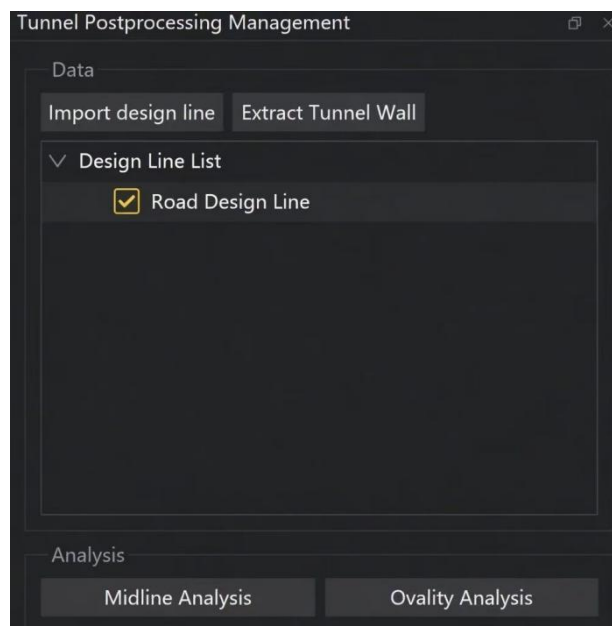 Tunnel Postprocessing Management
Data
Import design line Extract Tunnel Wall
Design Line List
Road Design Line
Analysis
Midline Analysis Ovality Analysis